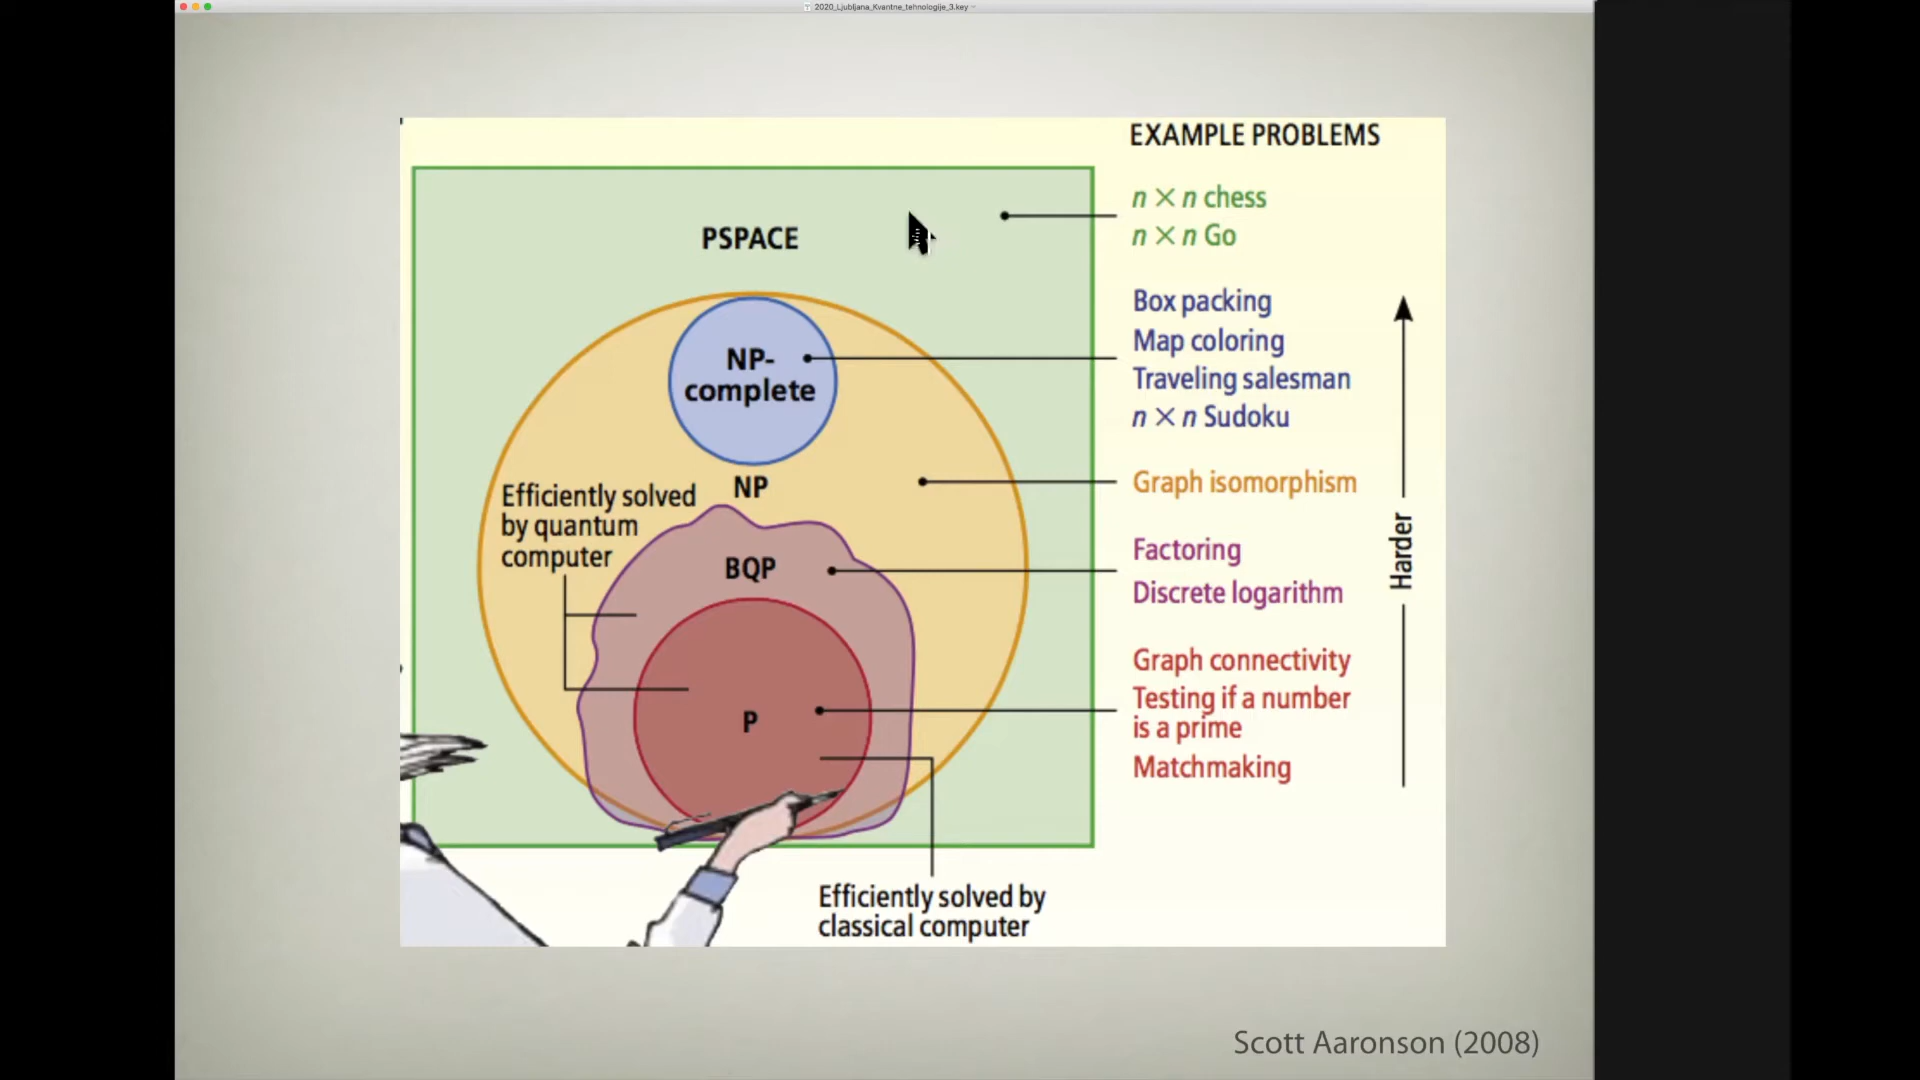 2020_Ljubljana_Kvantne_tehnologije_3.key
EXAMPLE PROBLEMS
n × n chess
n × n Go
PSPACE
Box packing
Map coloring
Traveling salesman
n × n Sudoku
NP-
complete
NP
Graph isomorphism
Efficiently solved
by quantum
computer
BQP
Factoring
Discrete logarithm
Harder
P
Graph connectivity
Testing if a number
is a prime
Matchmaking
Efficiently solved by
classical computer
Scott Aaronson (2008)